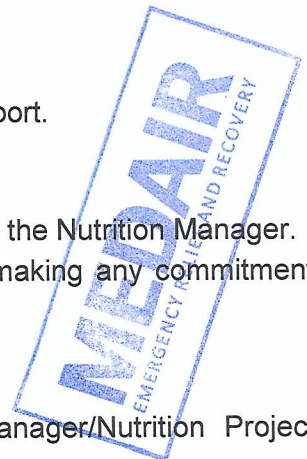 port.
the Nutrition Manager.
making any commitment
anager/Nutrition Projec
MEDAIR
EMERGENCY RELIEF AND RECOVERY